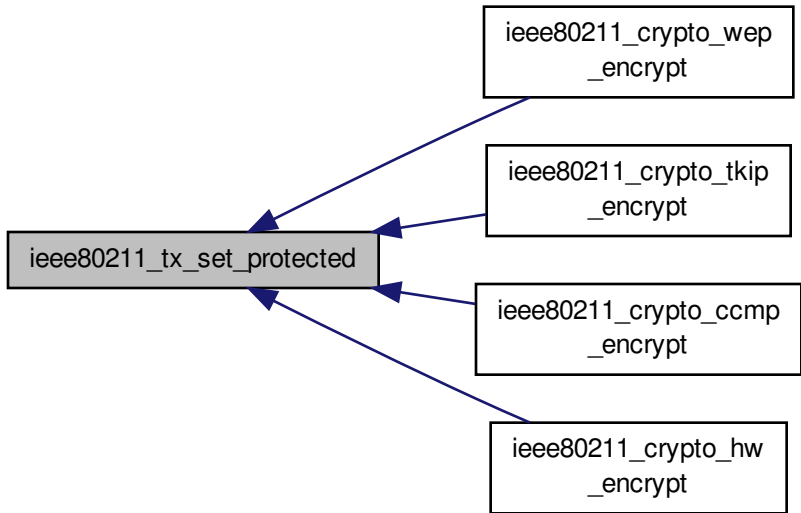 ieee80211_crypto_wep
_encrypt
ieee80211_crypto_tkip
_encrypt
ieee80211_tx_set_protected
ieee80211_crypto_ccmp
_encrypt
ieee80211_crypto_hw
_encrypt